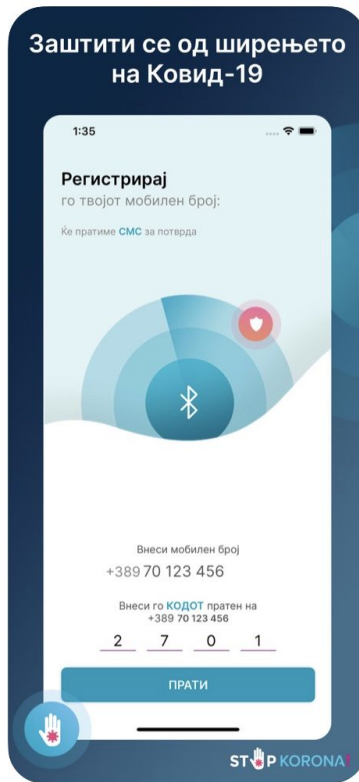 Заштити се од ширењето
на Ковид-19
1:35
Регистрирај
го твојот мобилен број:
Ќе пратиме СМС за потврда
Внеси мобилен број
+389 70 123 456
Внеси го КОДОТ пратен на
+389 70 123 456
2 7 0 1
ПРАТИ
STOP KORONA!